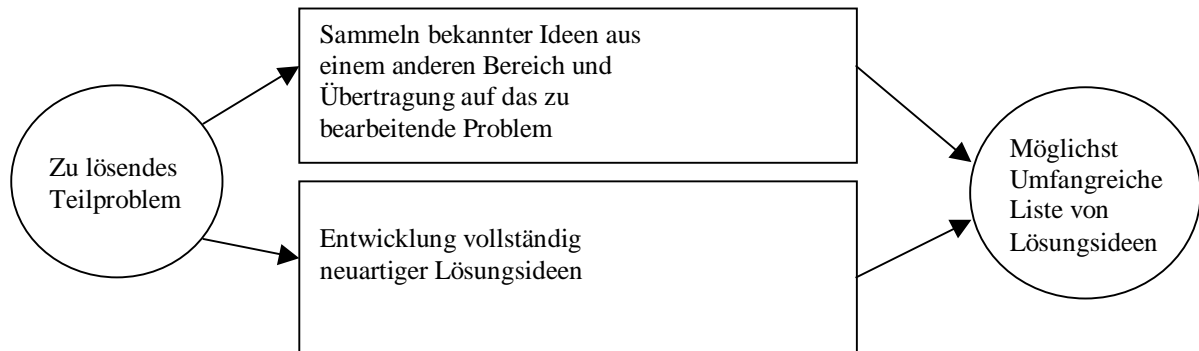 Zu lösendes
Teilproblem
Sammeln bekannter Ideen aus
einem anderen Bereich und
Übertragung auf das zu
bearbeitende Problem
Entwicklung vollständig
neuartiger Lösungsideen
Möglichst
Umfangreiche
Liste von
Lösungsideen